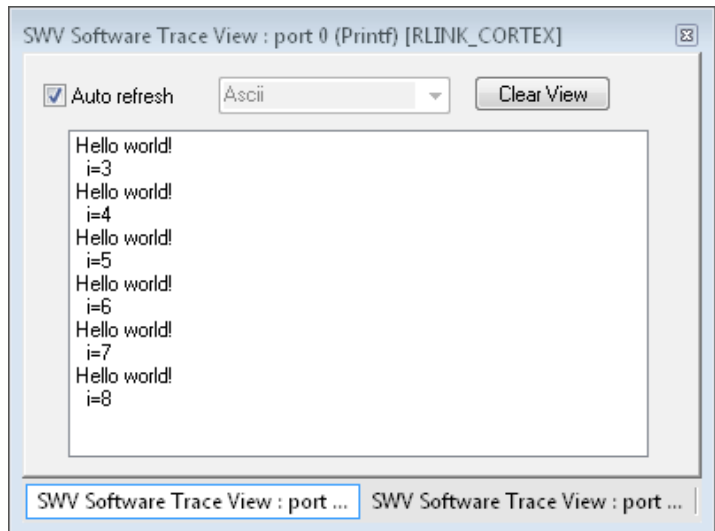 SWV Software Trace View : port 0 (Printf) [RLINK_CORTEX]
Auto refresh Ascii Clear View
Hello world!
i=3
Hello world!
i=4
Hello world!
i=5
Hello world!
i=6
Hello world!
i=7
Hello world!
i=8
SWV Software Trace View : port ... SWV Software Trace View : port ...